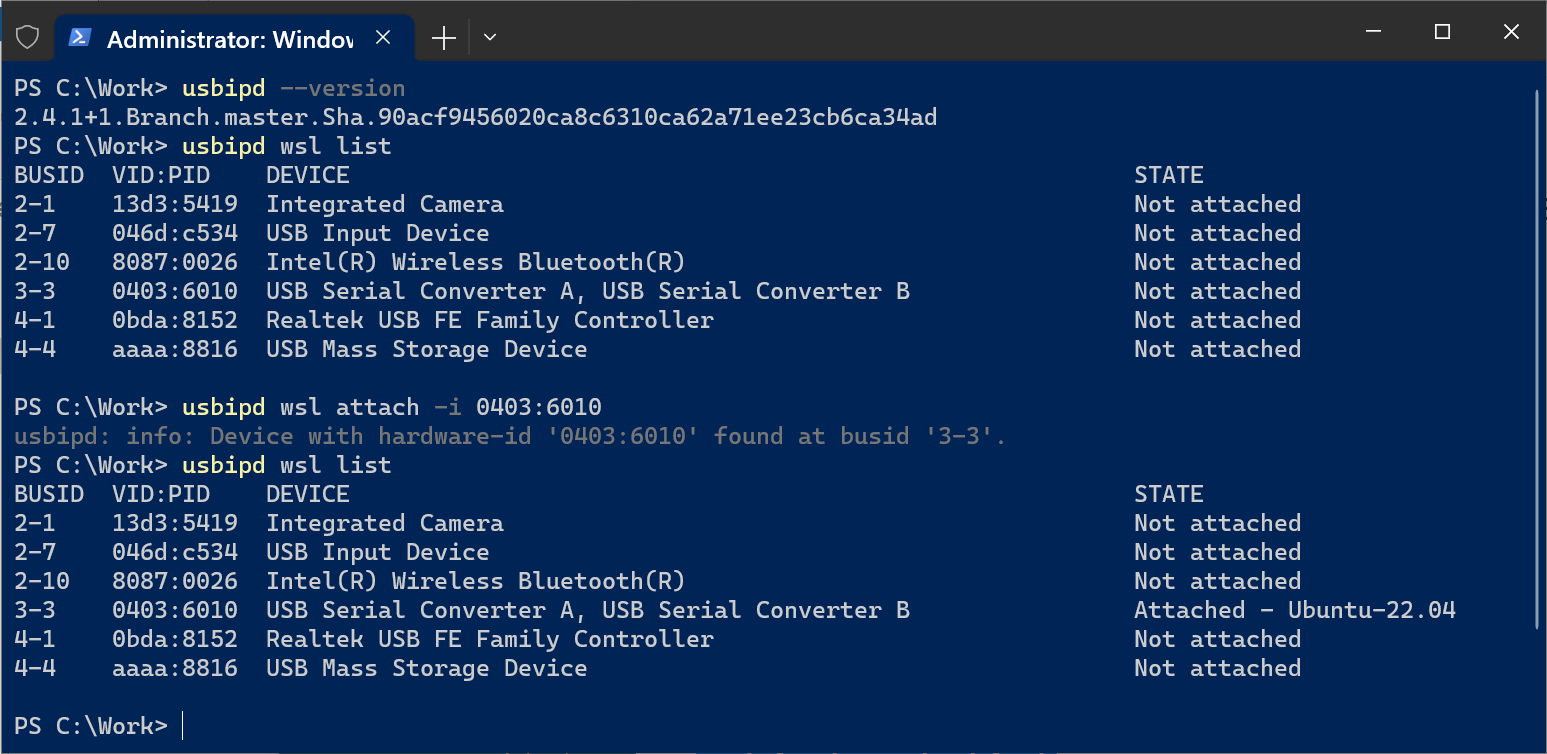 Administrator: Window
PS C:\Work> usbipd --version
2.4.1+1.Branch.master.Sha.90acf9456020ca8c6310ca62a71ee23cb6ca34ad
PS C:\Work> usbipd wsl list
BUSID  VID:PID    DEVICE                                                        STATE
2-1    13d3:5419  Integrated Camera                                             Not attached
2-7    046d:c534  USB Input Device                                              Not attached
2-10   8087:0026  Intel(R) Wireless Bluetooth(R)                                Not attached
3-3    0403:6010  USB Serial Converter A, USB Serial Converter B                Not attached
4-1    0bda:8152  Realtek USB FE Family Controller                              Not attached
4-4    aaaa:8816  USB Mass Storage Device                                       Not attached
PS C:\Work> usbipd wsl attach -i 0403:6010
usbipd: info: Device with hardware-id '0403:6010' found at busid '3-3'.
PS C:\Work> usbipd wsl list
BUSID  VID:PID    DEVICE                                                        STATE
2-1    13d3:5419  Integrated Camera                                             Not attached
2-7    046d:c534  USB Input Device                                              Not attached
2-10   8087:0026  Intel(R) Wireless Bluetooth(R)                                Not attached
3-3    0403:6010  USB Serial Converter A, USB Serial Converter B                Attached - Ubuntu-22.04
4-1    0bda:8152  Realtek USB FE Family Controller                              Not attached
4-4    aaaa:8816  USB Mass Storage Device                                       Not attached
PS C:\Work>